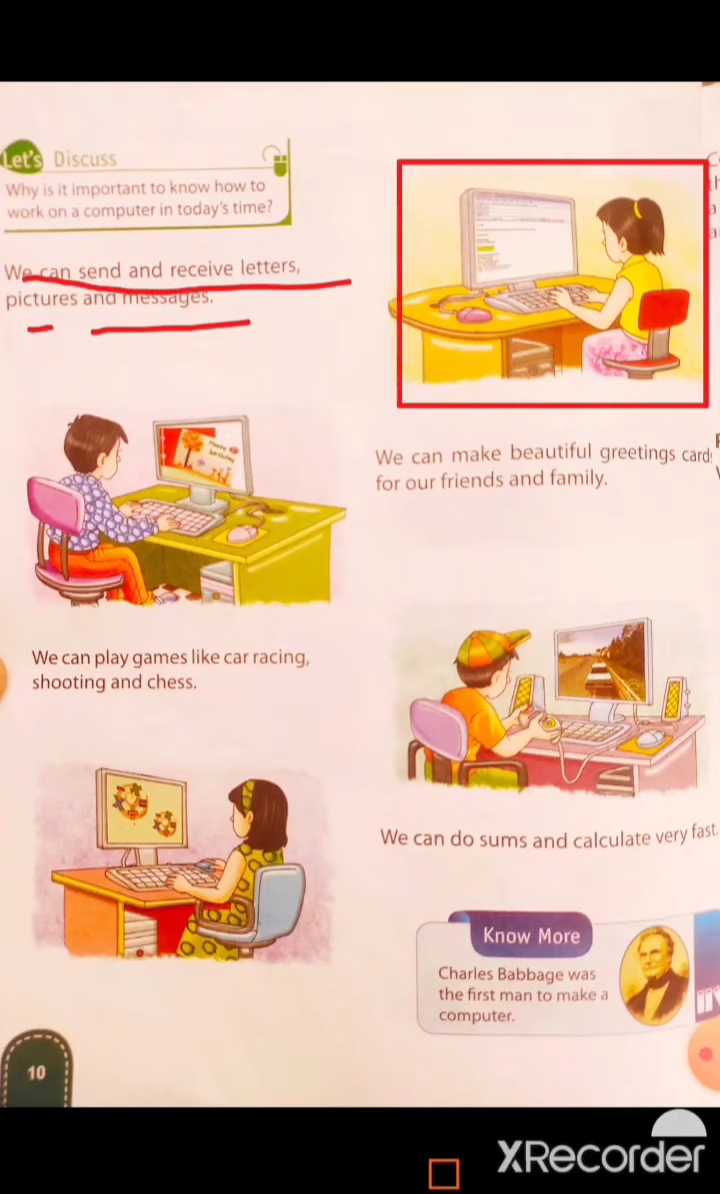 Let's Discuss
Why is it important to know how to
work on a computer in today's time?
We can send and receive letters,
pictures and messages.
We can make beautiful greetings cards
for our friends and family.
Happy
birthday
We can play games like car racing,
shooting and chess.
We can do sums and calculate very fast.
Know More
Charles Babbage was
the first man to make a
computer.
10
XRecorder